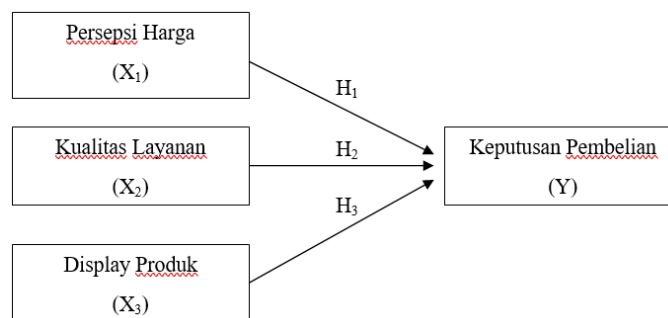 Persepsi Harga
(X₁)
H₁
Kualitas Layanan
(X₂)
H₂
Keputusan Pembelian
(Y)
H₃
Display Produk
(X₃)